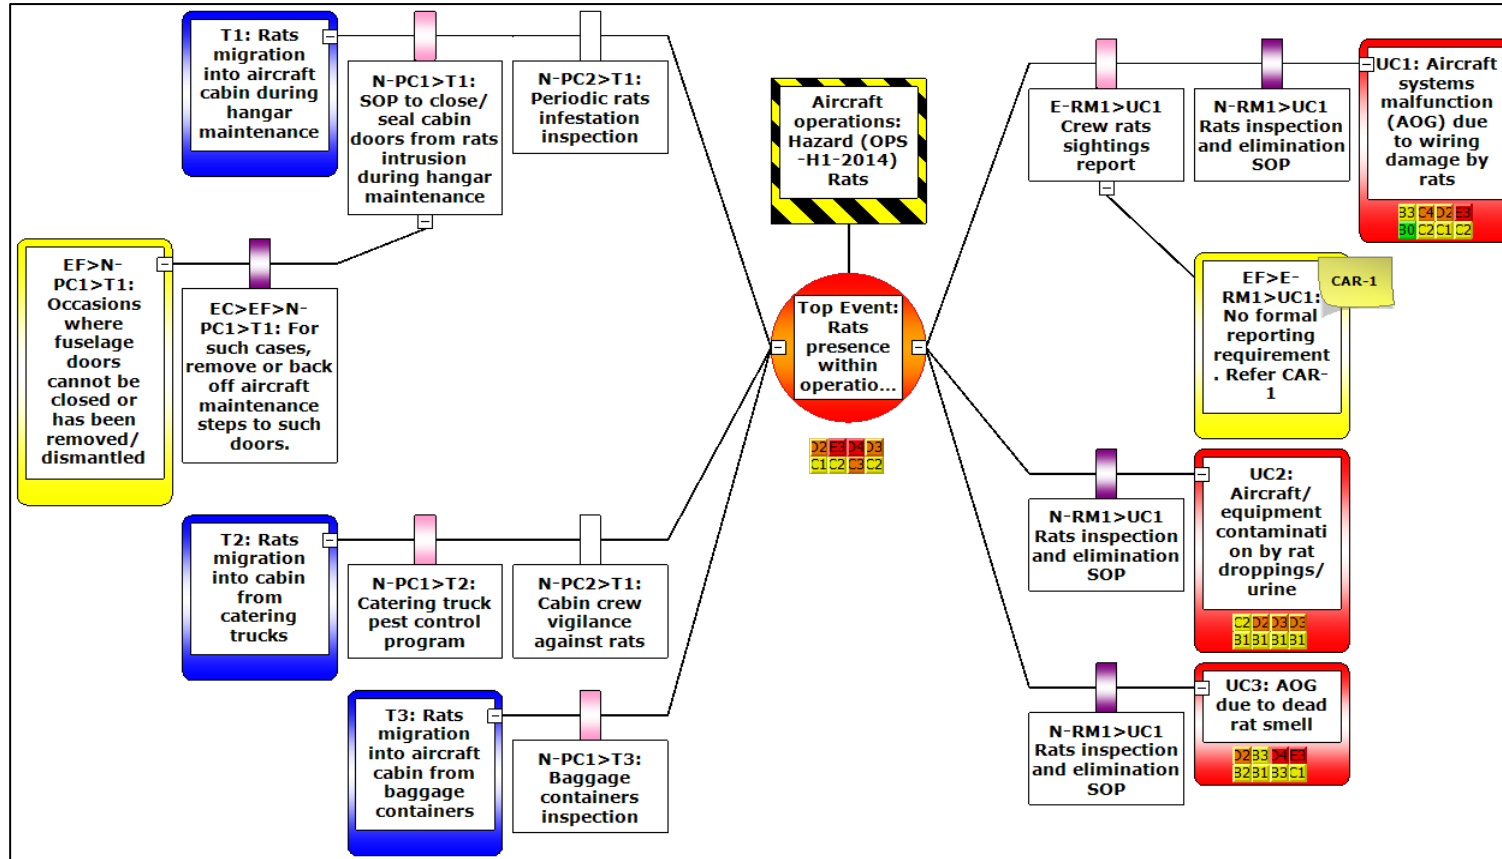 T1: Rats
migration
into aircraft
cabin during
hangar
maintenance
N-PC1>T1:
SOP to close/
seal cabin
doors from rats
intrusion
during hangar
maintenance
N-PC2>T1:
Periodic rats
infestation
inspection
EF>N-
PC1>T1:
Occasions
where
fuselage
doors
cannot be
closed or
has been
removed/
dismantled
EC>EF>N-
PC1>T1: For
such cases,
remove or back
off aircraft
maintenance
steps to such
doors.
T2: Rats
migration
into cabin
from
catering
trucks
N-PC1>T2:
Catering truck
pest control
program
N-PC2>T1:
Cabin crew
vigilance
against rats
T3: Rats
migration
into aircraft
cabin from
baggage
containers
N-PC1>T3:
Baggage
containers
inspection
Aircraft
operations:
Hazard (OPS
-H1-2014)
Rats
Top Event:
Rats
presence
within
operatio...
D2 E3 D4 D3
C1 C2 C3 C2
E-RM1>UC1
Crew rats
sightings
report
N-RM1>UC1
Rats inspection
and elimination
SOP
UC1: Aircraft
systems
malfunction
(AOG) due
to wiring
damage by
rats
B3 C4 D2 E3
B0 C2 C1 C2
EF>E-
RM1>UC1:
No formal
reporting
requirement
. Refer CAR-
1
CAR-1
N-RM1>UC1
Rats inspection
and elimination
SOP
UC2:
Aircraft/
equipment
contaminati
on by rat
droppings/
urine
C2 D2 D3 D3
B1 B1 B1 B1
N-RM1>UC1
Rats inspection
and elimination
SOP
UC3: AOG
due to dead
rat smell
D2 B3 D4 E3
B2 B1 B3 C1